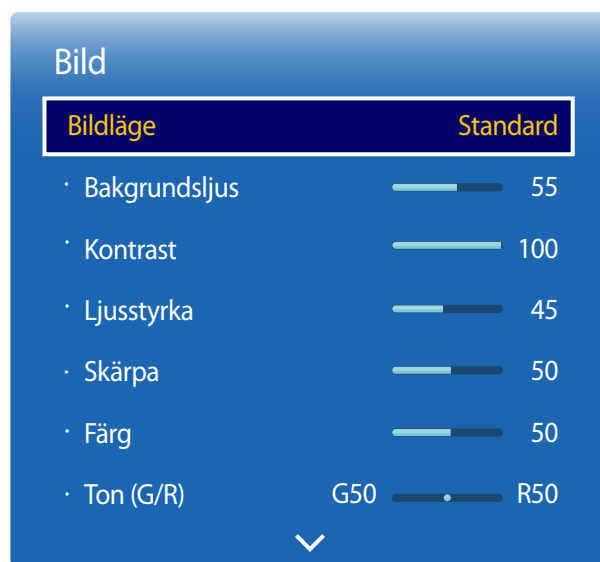 Bild
Bildläge Standard
· Bakgrundsljus 55
· Kontrast 100
· Ljusstyrka 45
· Skärpa 50
· Färg 50
· Ton (G/R) G50 R50